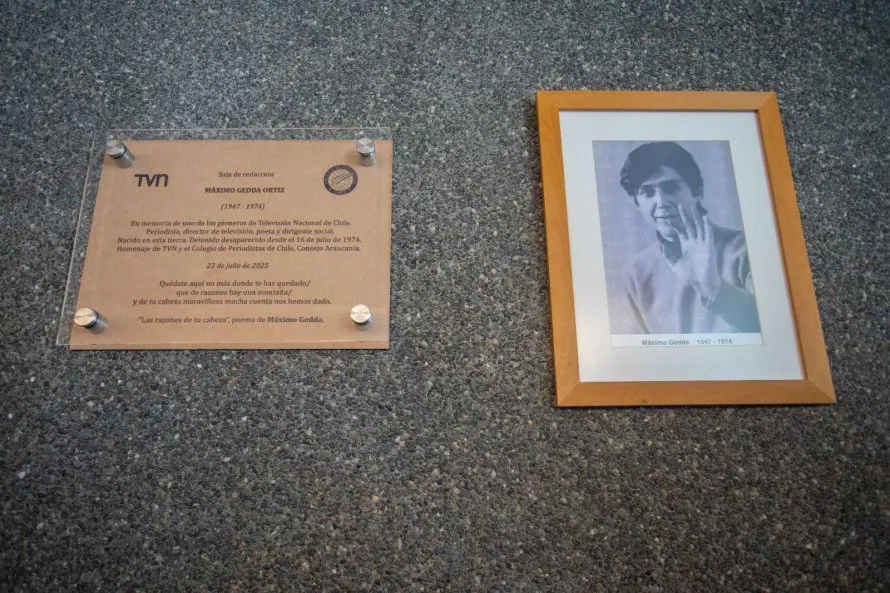 TVN
Sala de redacción
MÁXIMO GEDDA ORTIZ
(1947 - 1974)
En memoria de uno de los pioneros de Televisión Nacional de Chile.
Periodista, director de televisión, poeta y dirigente social.
Nacido en esta tierra: Detenido desaparecido desde el 16 de julio de 1974.
Homenaje de TVN y el Colegio de Periodistas de Chile, Consejo Araucanía.
23 de julio de 2025
Quédate aquí no más donde te has quedado/
que de razones hay una montaña/
y de tu cabeza maravillosa mucha cuenta nos hemos dado.
"Las razones de tu cabeza", poema de Máximo Gedda.
Máximo Gedda 1947 - 1974